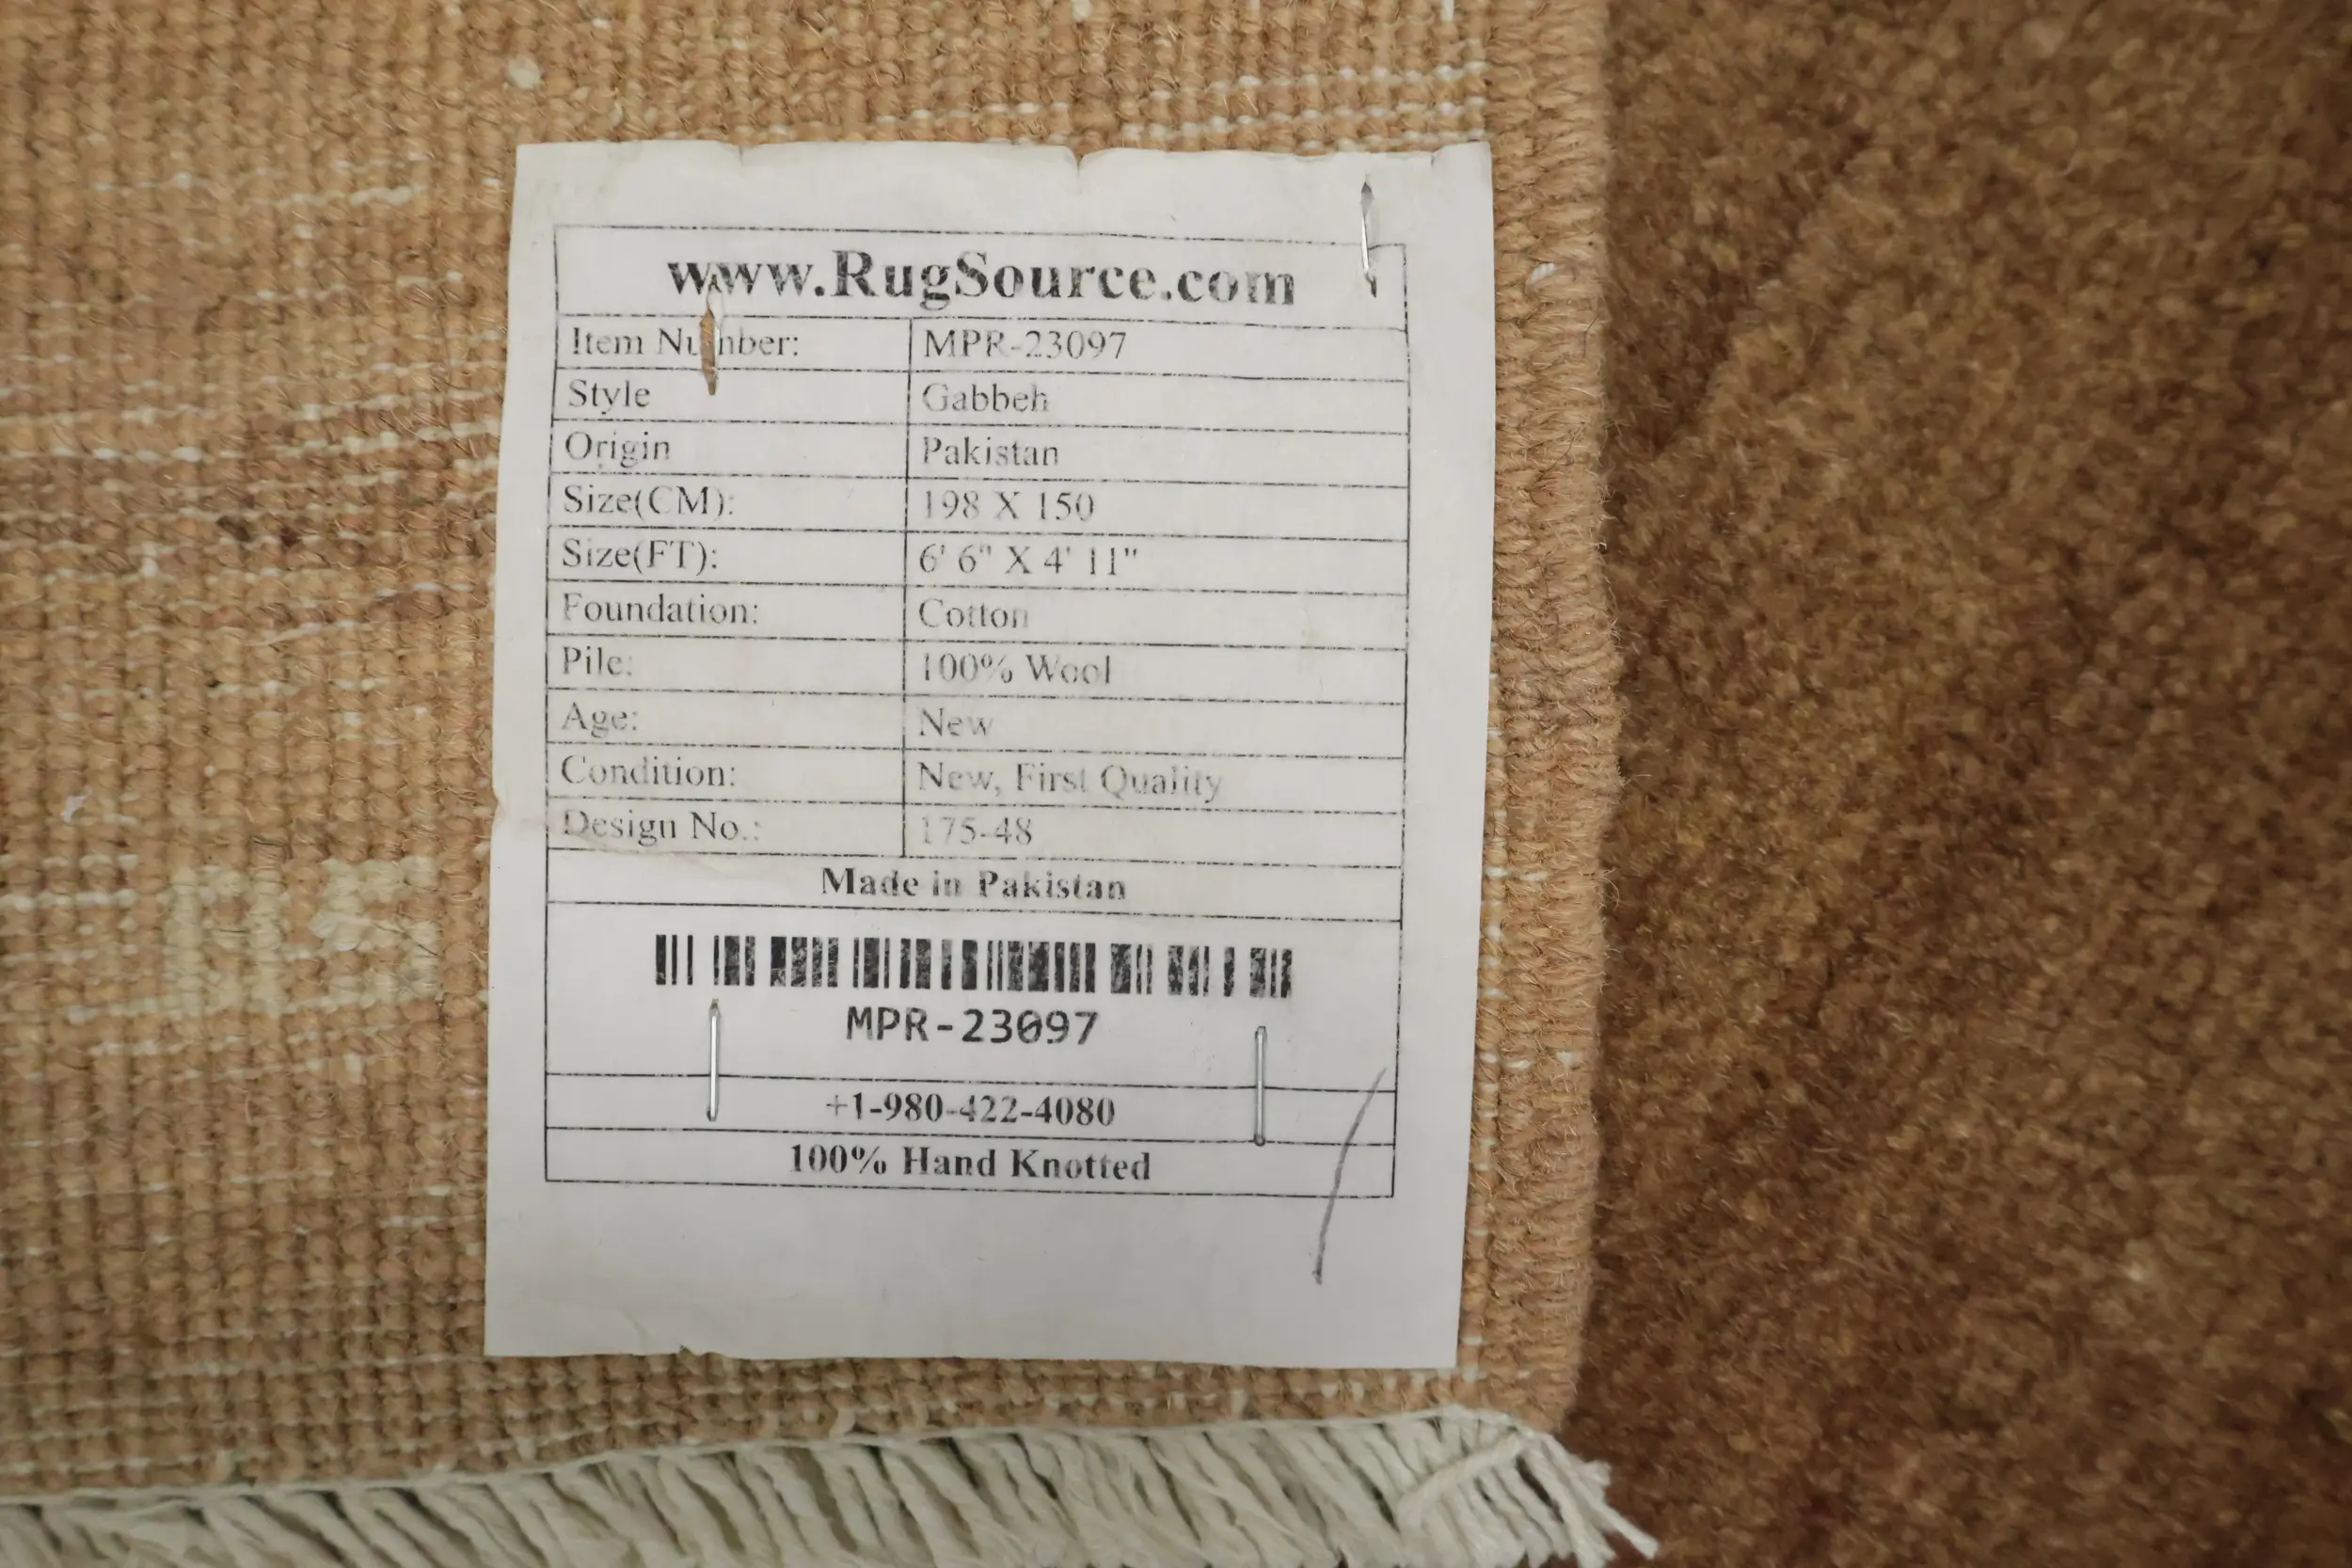 www.RugSource.com
Item Number: MPR-23097
Style Gabbeh
Origin Pakistan
Size(CM): 198 X 150
Size(FT): 6' 6" X 4' 11"
Foundation: Cotton
Pile: 100% Wool
Age: New
Condition: New, First Quality
Design No.: 175-48
Made in Pakistan
MPR-23097
+1-980-422-4080
100% Hand Knotted